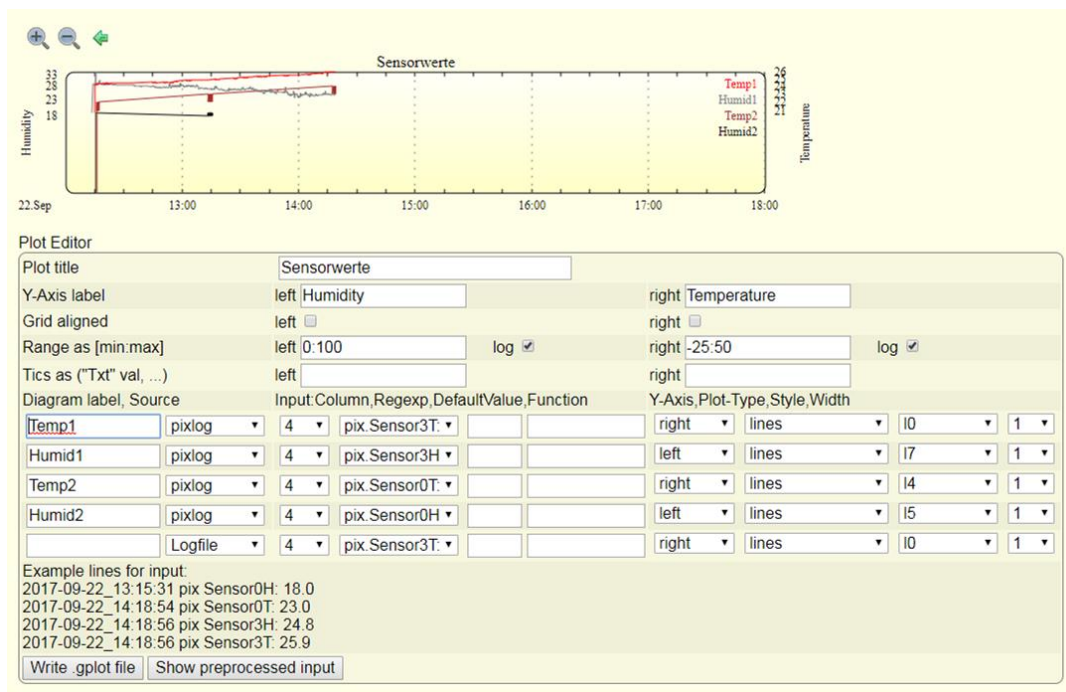 Sensorwerte
33
28
23
18
Humidity
26
25
24
23
22
21
Temperature
Temp1
Humid1
Temp2
Humid2
22.Sep 13:00 14:00 15:00 16:00 17:00 18:00
Plot Editor
Plot title Sensorwerte
Y-Axis label left Humidity right Temperature
Grid aligned left right
Range as [min:max] left 0:100 log right -25:50 log
Tics as ("Txt" val, ...) left right
Diagram label, Source Input:Column,Regexp,DefaultValue,Function Y-Axis,Plot-Type,Style,Width
Temp1 pixlog 4 pix.Sensor3T: right lines l0 1
Humid1 pixlog 4 pix.Sensor3H left lines l7 1
Temp2 pixlog 4 pix.Sensor0T: right lines l4 1
Humid2 pixlog 4 pix.Sensor0H left lines l5 1
Logfile 4 pix.Sensor3T: right lines l0 1
Example lines for input:
2017-09-22_13:15:31 pix Sensor0H: 18.0
2017-09-22_14:18:54 pix Sensor0T: 23.0
2017-09-22_14:18:56 pix Sensor3H: 24.8
2017-09-22_14:18:56 pix Sensor3T: 25.9
Write .gplot file Show preprocessed input